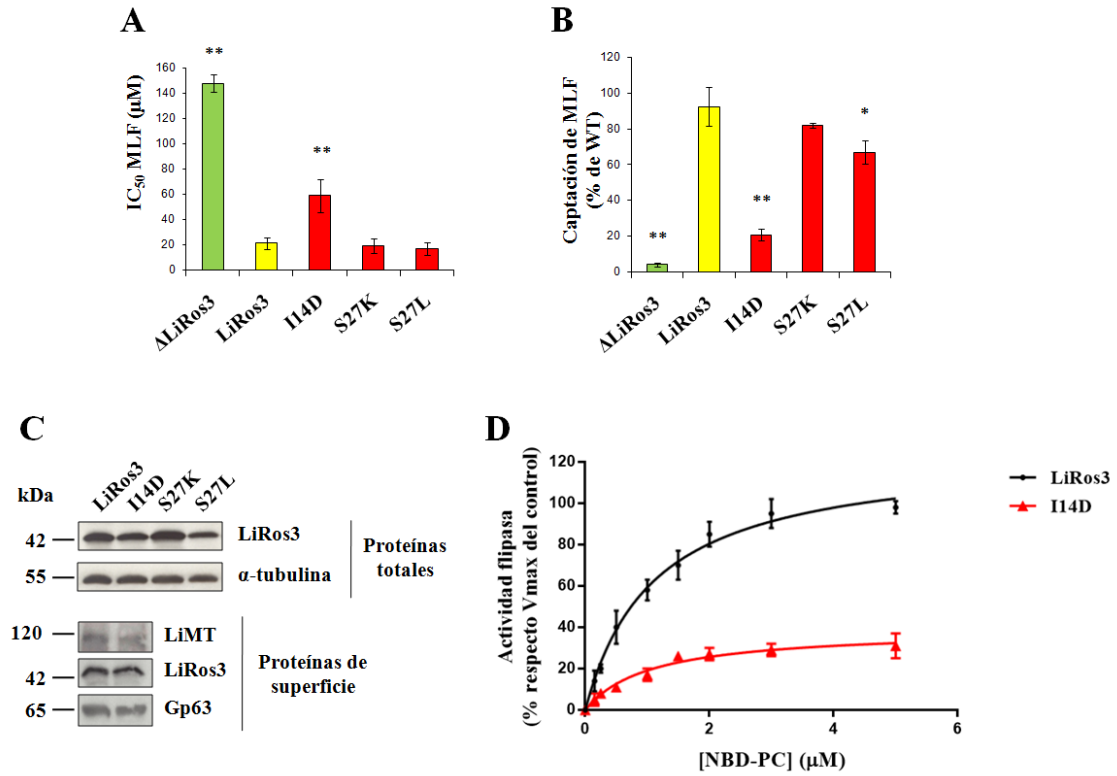 A
IC50 MLF (µM)
160
140
120
100
80
60
40
20
0
**
**
ΔLiRos3
LiRos3
I14D
S27K
S27L
B
Captación de MLF
(% de WT)
120
100
80
60
40
20
0
**
**
*
ΔLiRos3
LiRos3
I14D
S27K
S27L
C
kDa
LiRos3
I14D
S27K
S27L
42
LiRos3
55
α-tubulina
Proteínas
totales
120
LiMT
42
LiRos3
65
Gp63
Proteínas de
superficie
D
Actividad flipasa
(% respecto Vmax del control)
120
100
80
60
40
20
0
0
2
4
6
[NBD-PC] (µM)
LiRos3
I14D